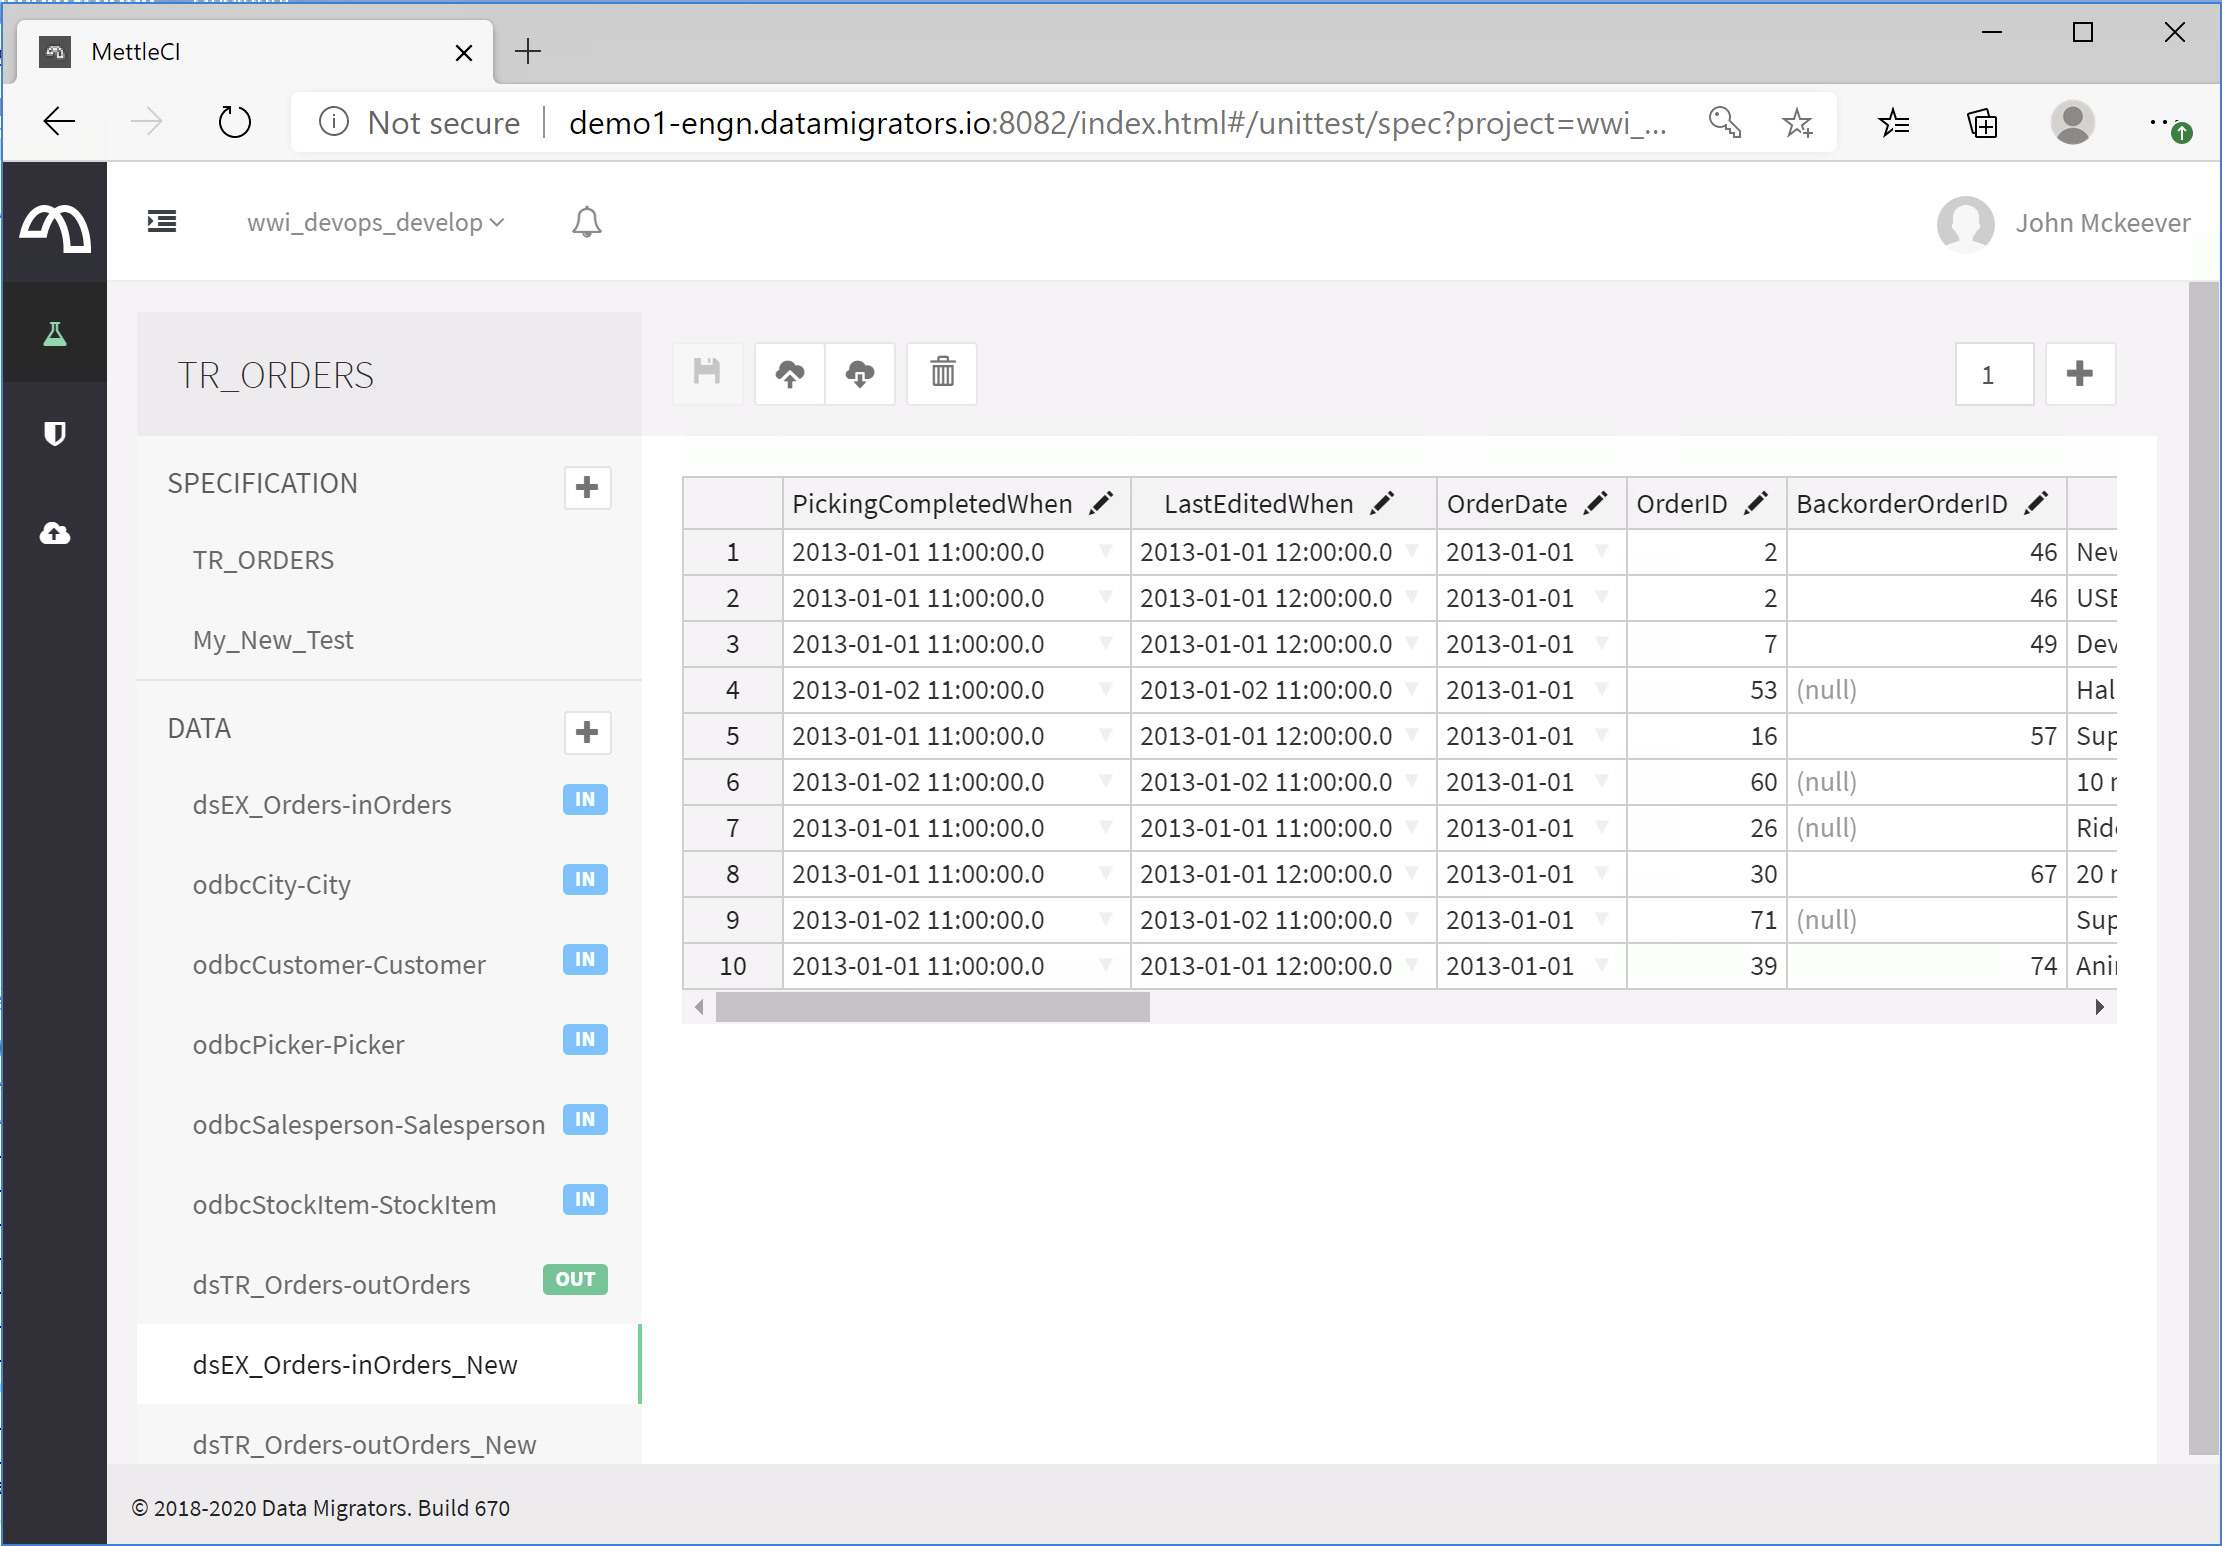 MettleCI
Not secure demo1-engn.datamigrators.io:8082/index.html#/unittest/spec?project=wwi_...
wwi_devops_develop
John Mckeever
TR_ORDERS
1
SPECIFICATION
TR_ORDERS
My_New_Test
DATA
dsEX_Orders-inOrders IN
odbcCity-City IN
odbcCustomer-Customer IN
odbcPicker-Picker IN
odbcSalesperson-Salesperson IN
odbcStockItem-StockItem IN
dsTR_Orders-outOrders OUT
dsEX_Orders-inOrders_New
dsTR_Orders-outOrders_New
PickingCompletedWhen LastEditedWhen OrderDate OrderID BackorderOrderID
1 2013-01-01 11:00:00.0 2013-01-01 12:00:00.0 2013-01-01 2 46
2 2013-01-01 11:00:00.0 2013-01-01 12:00:00.0 2013-01-01 2 46
3 2013-01-01 11:00:00.0 2013-01-01 12:00:00.0 2013-01-01 7 49
4 2013-01-02 11:00:00.0 2013-01-02 11:00:00.0 2013-01-01 53 (null)
5 2013-01-01 11:00:00.0 2013-01-01 12:00:00.0 2013-01-01 16 57
6 2013-01-02 11:00:00.0 2013-01-02 11:00:00.0 2013-01-01 60 (null) 10
7 2013-01-01 11:00:00.0 2013-01-01 11:00:00.0 2013-01-01 26 (null)
8 2013-01-01 11:00:00.0 2013-01-01 12:00:00.0 2013-01-01 30 67 20
9 2013-01-02 11:00:00.0 2013-01-02 11:00:00.0 2013-01-01 71 (null)
10 2013-01-01 11:00:00.0 2013-01-01 12:00:00.0 2013-01-01 39 74
© 2018-2020 Data Migrators. Build 670